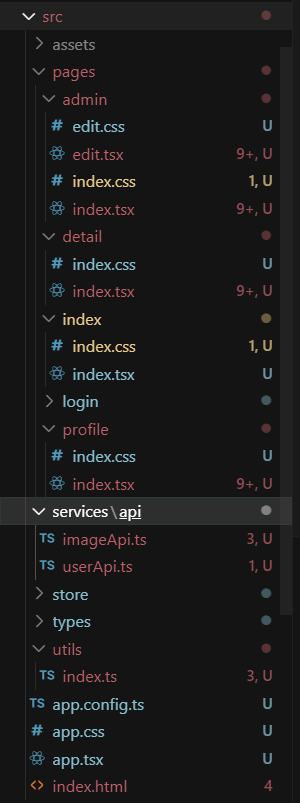 src
assets
pages
admin
# edit.css U
edit.tsx 9+, U
# index.css 1, U
index.tsx 9+, U
detail
# index.css U
index.tsx 9+, U
index
# index.css 1, U
index.tsx U
login
profile
# index.css U
index.tsx 9+, U
services\api
TS imageApi.ts 3, U
TS userApi.ts 1, U
store
types
utils
TS index.ts 3, U
TS app.config.ts U
# app.css U
app.tsx U
<> index.html 4